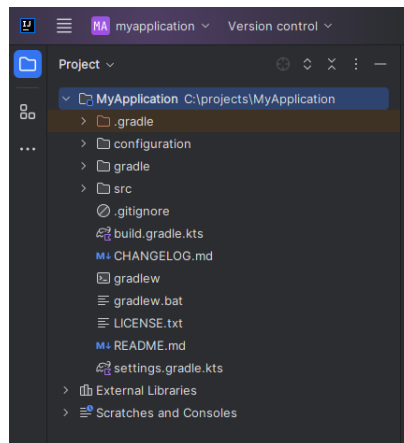 IJ MA myapplication Version control
Project
MyApplication C:\projects\MyApplication
.gradle
configuration
gradle
src
.gitignore
build.gradle.kts
M↓ CHANGELOG.md
gradlew
gradlew.bat
LICENSE.txt
M↓ README.md
settings.gradle.kts
External Libraries
Scratches and Consoles